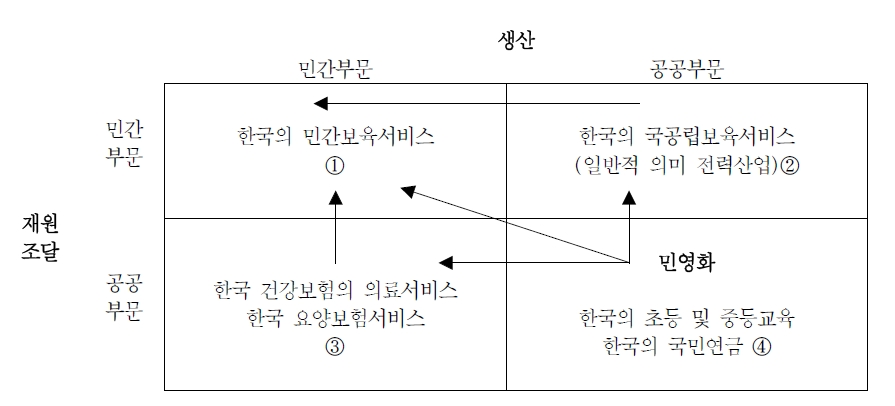 생산
민간부문 공공부문
민간
부문
한국의 민간보육서비스
①
한국의 국공립보육서비스
(일반적 의미 전력산업)②
재원
조달
공공
부문
한국 건강보험의 의료서비스
한국 요양보험서비스
③
민영화
한국의 초등 및 중등교육
한국의 국민연금 ④